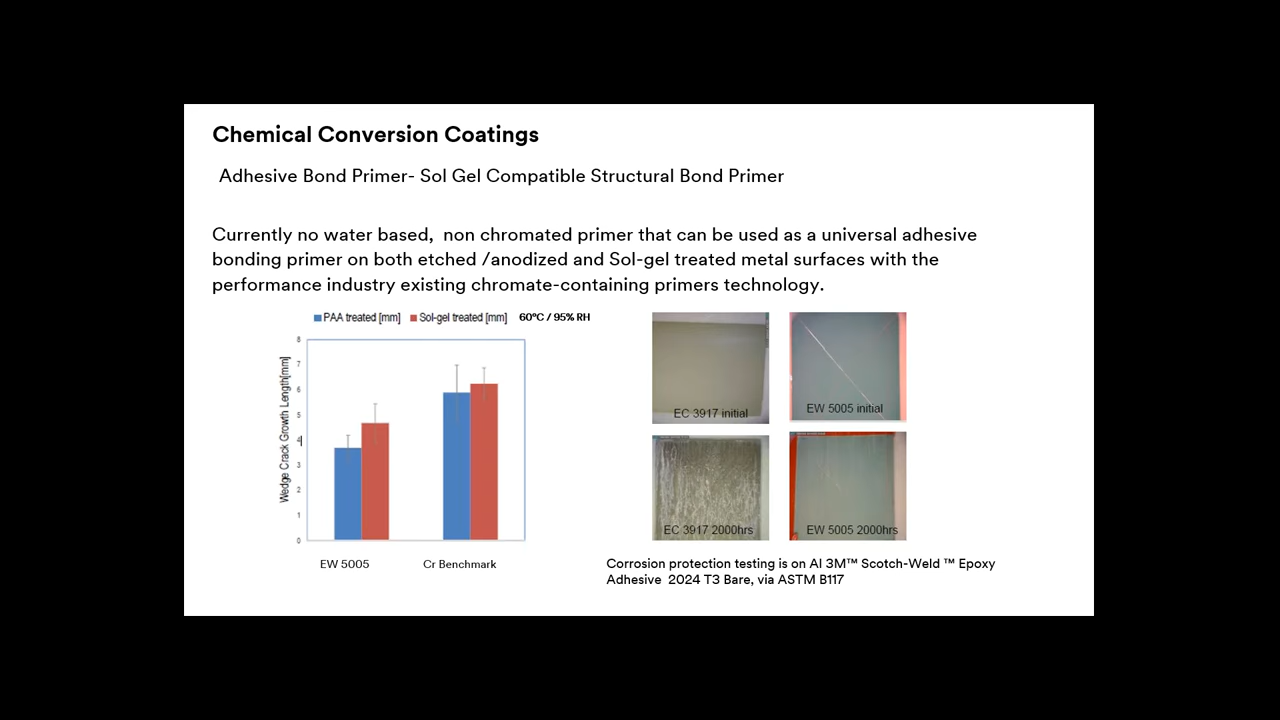 Chemical Conversion Coatings
Adhesive Bond Primer- Sol Gel Compatible Structural Bond Primer
Currently no water based,  non chromated primer that can be used as a universal adhesive
bonding primer on both etched /anodized and Sol-gel treated metal surfaces with the
performance industry existing chromate-containing primers technology.
PAA treated [mm] Sol-gel treated [mm] 60°C / 95% RH
Wedge Crack Growth Length[mm]
8
7
6
5
4
3
2
1
0
EW 5005 Cr Benchmark
EC 3917 initial
EW 5005 initial
EC 3917 2000hrs
EW 5005 2000hrs
Corrosion protection testing is on Al 3M™ Scotch-Weld ™ Epoxy
Adhesive  2024 T3 Bare, via ASTM B117